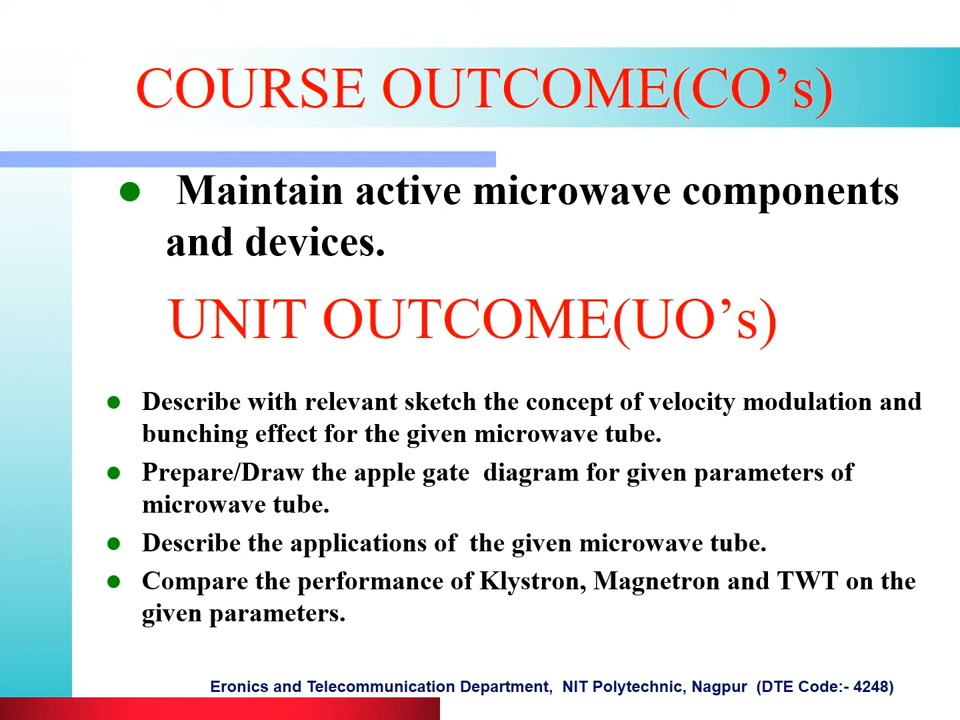 COURSE OUTCOME(CO’s)
Maintain active microwave components
and devices.
UNIT OUTCOME(UO’s)
Describe with relevant sketch the concept of velocity modulation and
bunching effect for the given microwave tube.
Prepare/Draw the apple gate diagram for given parameters of
microwave tube.
Describe the applications of the given microwave tube.
Compare the performance of Klystron, Magnetron and TWT on the
given parameters.
Eronics and Telecommunication Department, NIT Polytechnic, Nagpur (DTE Code:- 4248)